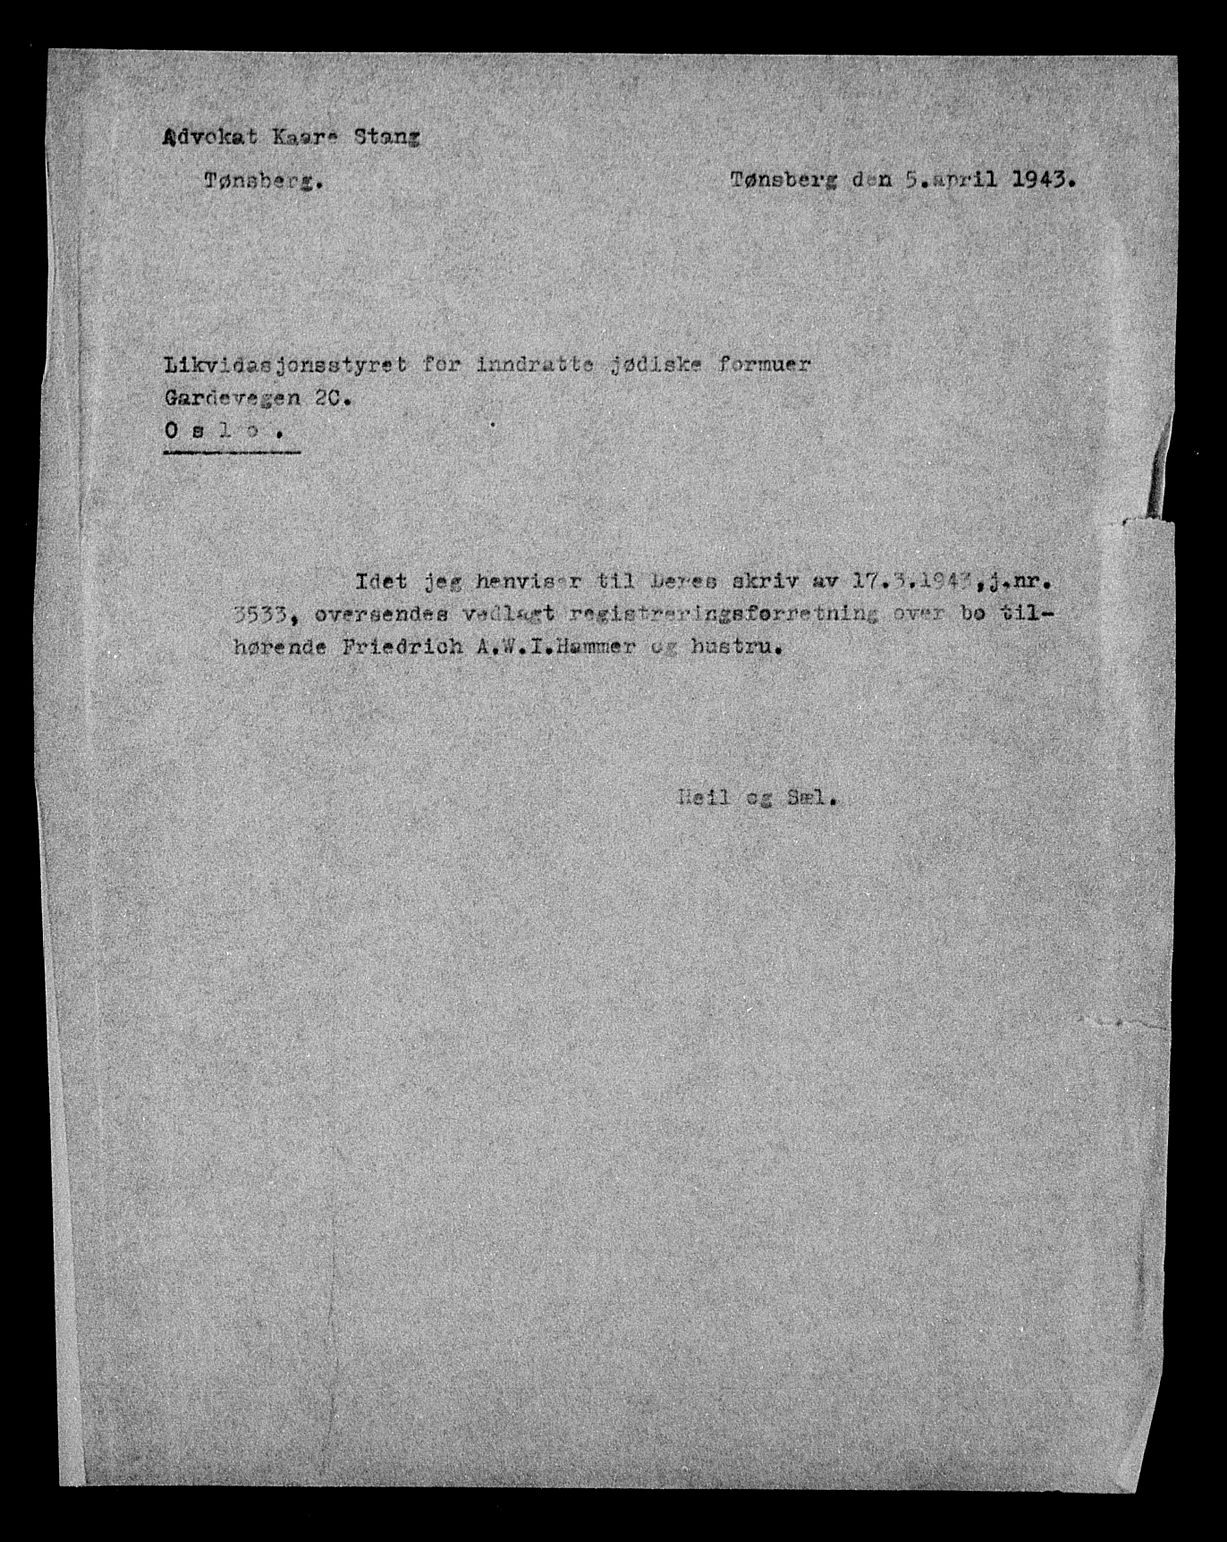 Advokat Kaare Stang
Tønsberg.
Tønsberg den 5.april 1943.
Likvidasjonsstyret for inndratte jødiske formuer
Gardevegen 2C.
O s l o .
Idet jeg henviser til Deres skriv av 17.3.1943,j.nr.
3533, oversendes vedlagt registreringsforretning over bo til-
hørende Friedrich A.W.I.Hammer og hustru.
Heil og Sæl.